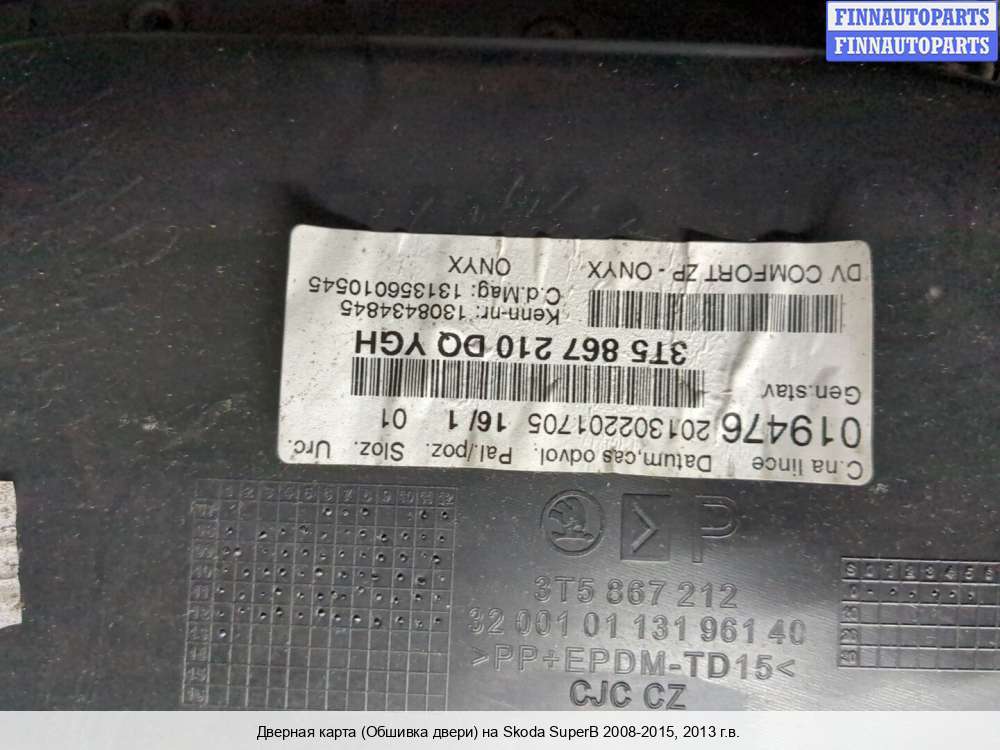 FINNAUTOPARTS
FINNAUTOPARTS
C.na lince Datum,cas odvol. Pal./poz. Sloz. Urc.
019476 201302201705 16/1 01
Gen.stav
3T5 867 210 DQ YGH
Kenn-nr: 1308434845
C.d.Mag: 131356010545
DV COMFORT ZP - ONYX ONYX
3T5 867 212
32 001 01 131 961 40
>PP+EPDM-TD15<
CJC CZ
Дверная карта (Обшивка двери) на Skoda SuperB 2008-2015, 2013 г.в.